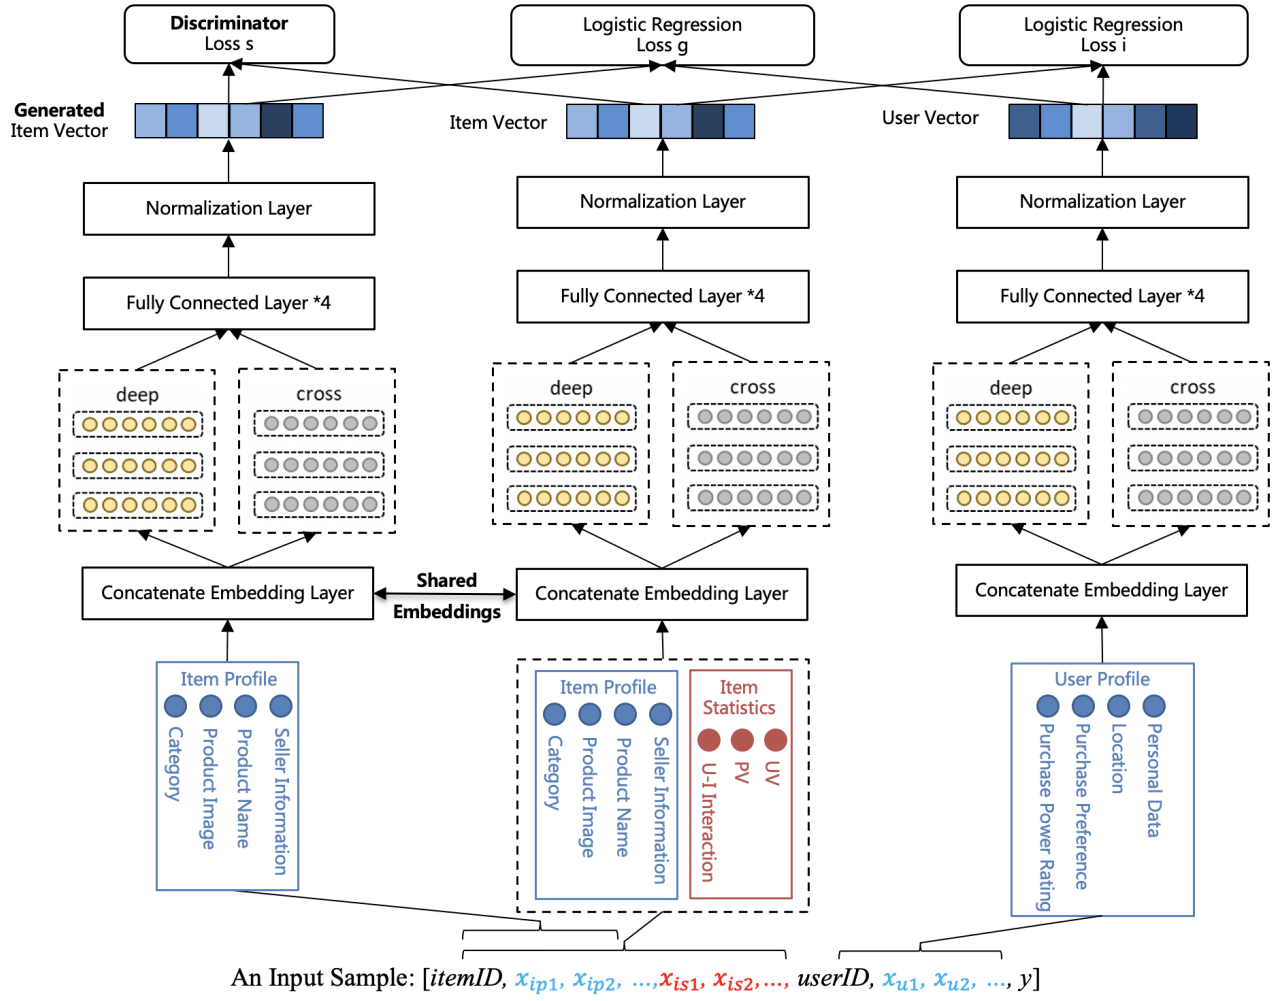 Discriminator
Loss s
Logistic Regression
Loss g
Logistic Regression
Loss i
Generated
Item Vector
Item Vector
User Vector
Normalization Layer
Normalization Layer
Normalization Layer
Fully Connected Layer *4
Fully Connected Layer *4
Fully Connected Layer *4
deep
cross
deep
cross
deep
cross
Concatenate Embedding Layer
Shared
Embeddings
Concatenate Embedding Layer
Concatenate Embedding Layer
Item Profile
Category
Product Image
Product Name
Seller Information
Item Profile
Category
Product Image
Product Name
Seller Information
Item
Statistics
U-I Interaction
PV
UV
User Profile
Purchase Power Rating
Purchase Preference
Location
Personal Data
An Input Sample: [itemID, x_ip1, x_ip2, ...,x_is1, x_is2,..., userID, x_u1, x_u2, ..., y]